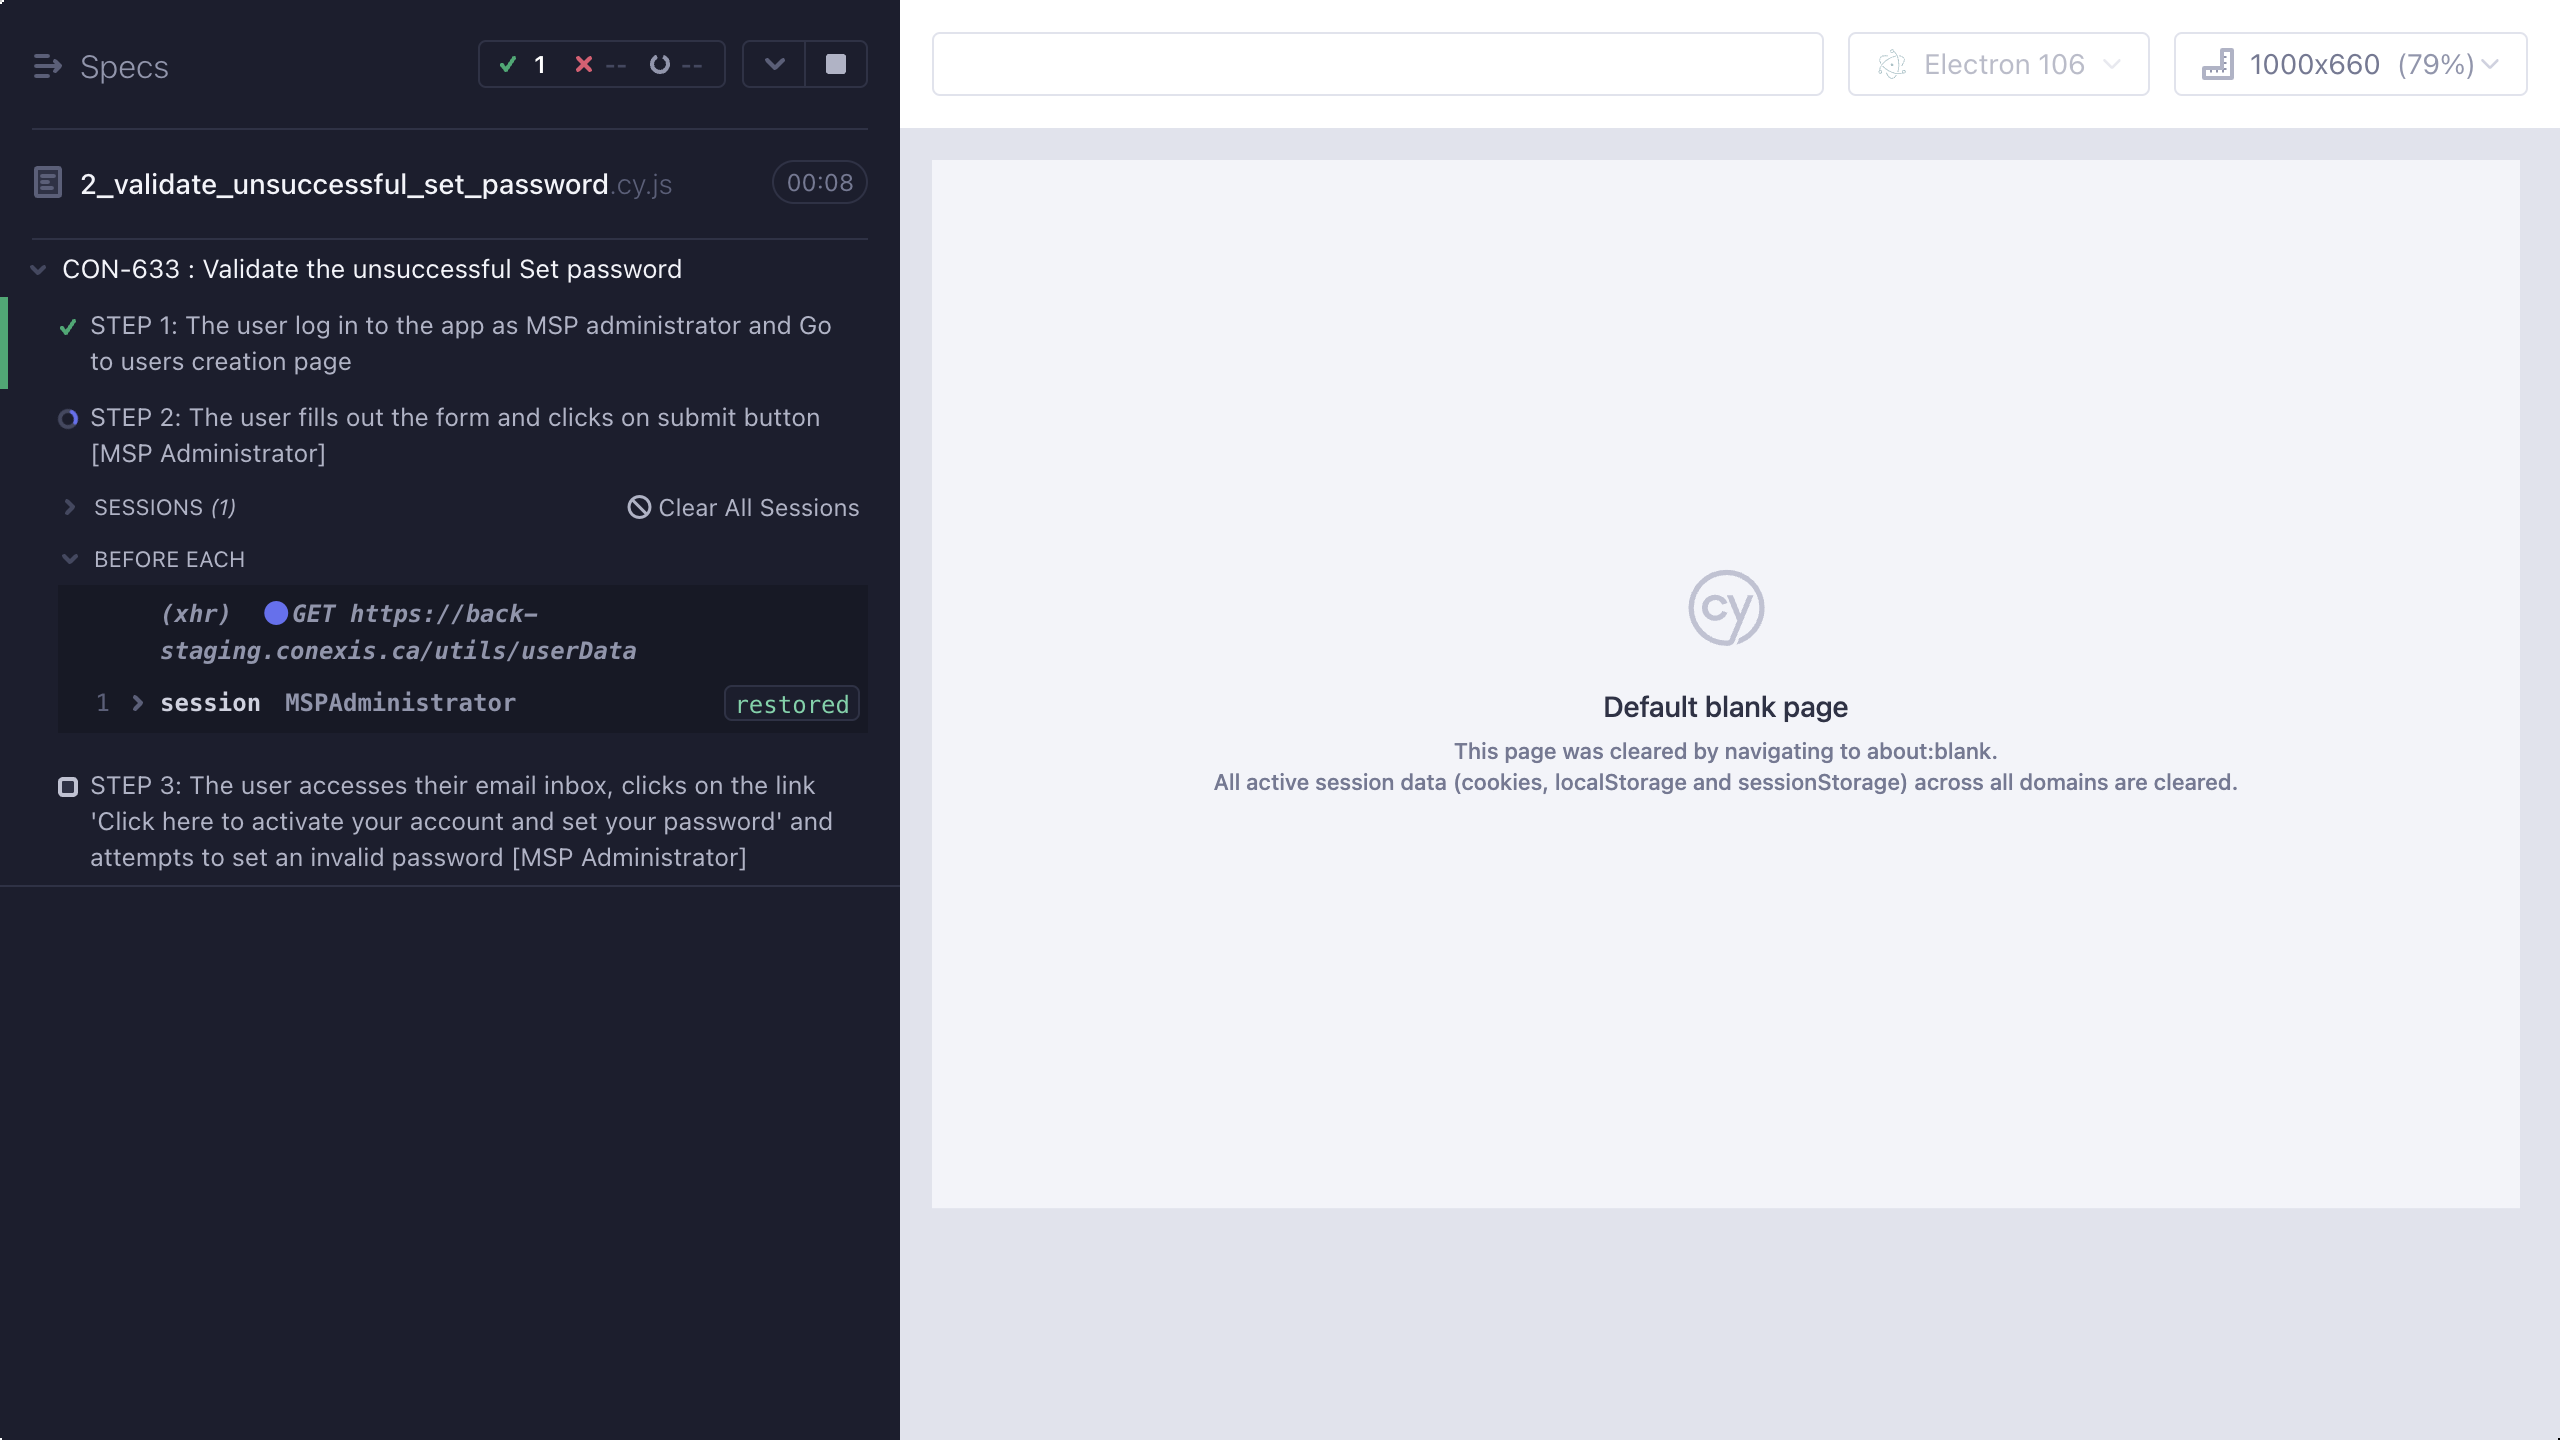 Specs
1 -- --
2_validate_unsuccessful_set_password.cy.js
00:08
CON-633 : Validate the unsuccessful Set password
STEP 1: The user log in to the app as MSP administrator and Go
to users creation page
STEP 2: The user fills out the form and clicks on submit button
[MSP Administrator]
SESSIONS (1)
Clear All Sessions
BEFORE EACH
(xhr) GET https://back-
staging.conexis.ca/utils/userData
1 session MSPAdministrator restored
STEP 3: The user accesses their email inbox, clicks on the link
'Click here to activate your account and set your password' and
attempts to set an invalid password [MSP Administrator]
Electron 106
1000x660 (79%)
cy
Default blank page
This page was cleared by navigating to about:blank.
All active session data (cookies, localStorage and sessionStorage) across all domains are cleared.